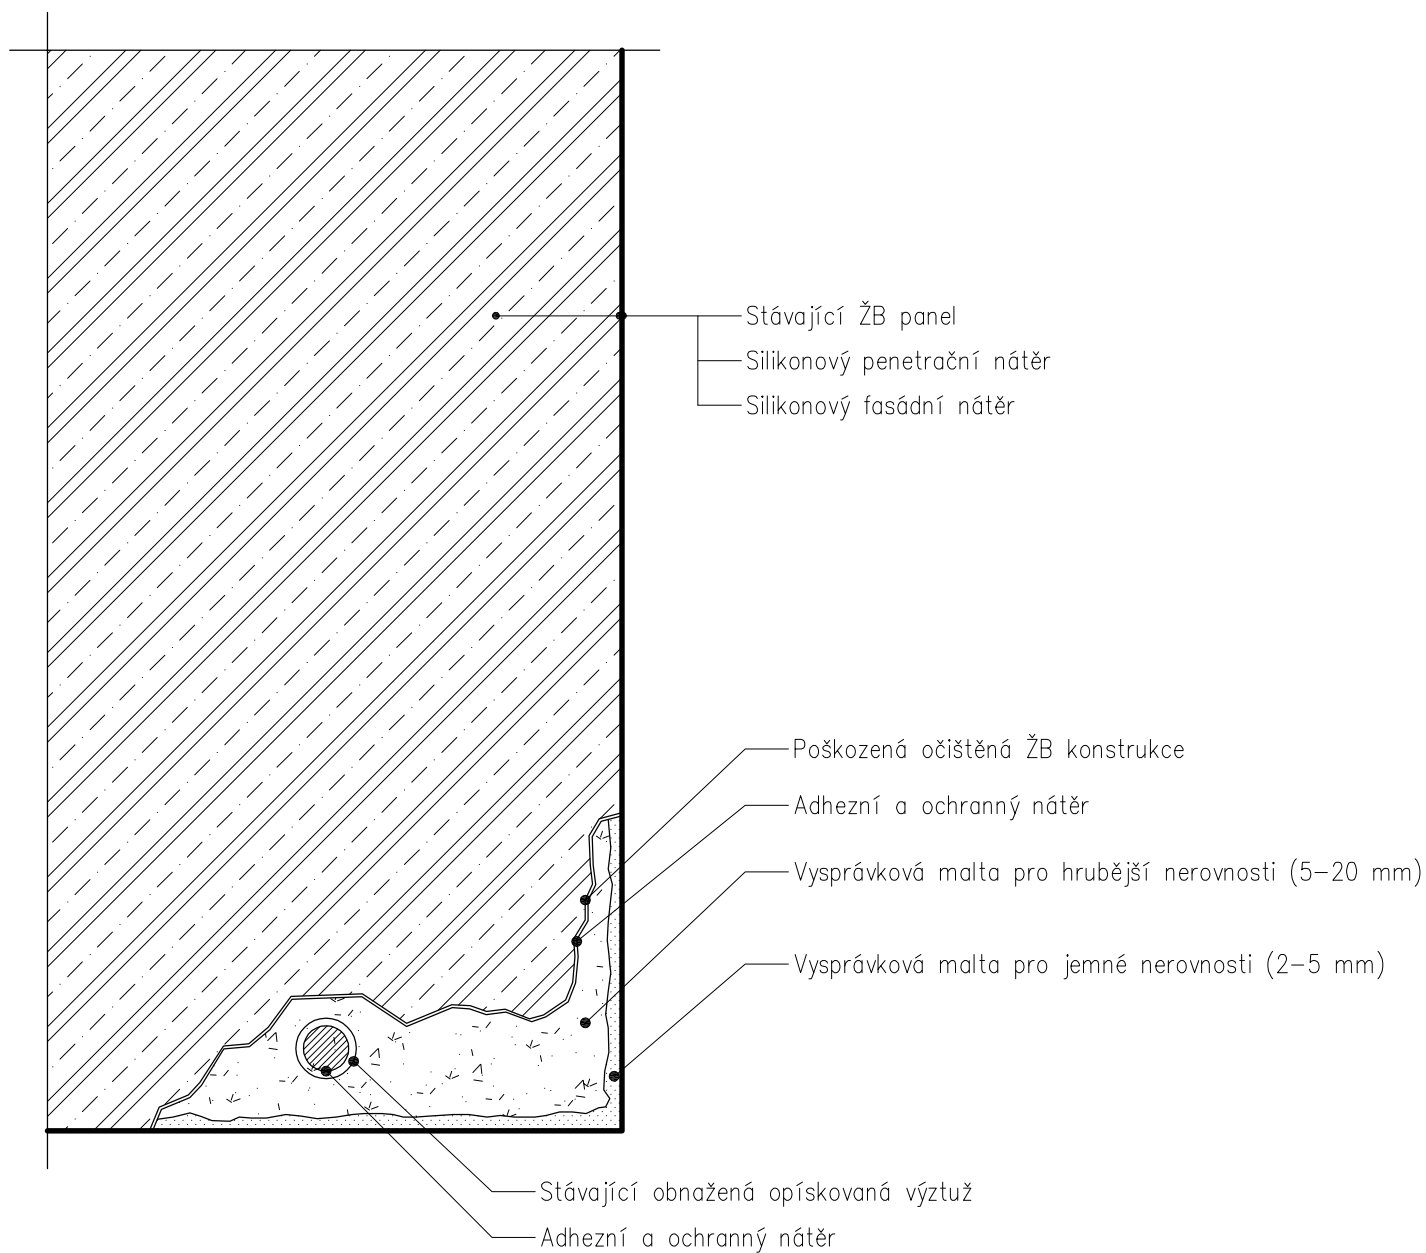 Stávající ŽB panel
Silikonový penetrační nátěr
Silikonový fasádní nátěr
Poškozená očištěná ŽB konstrukce
Adhezní a ochranný nátěr
Vysprávková malta pro hrubější nerovnosti (5-20 mm)
Vysprávková malta pro jemné nerovnosti (2-5 mm)
Stávající obnažená opískovaná výztuž
Adhezní a ochranný nátěr